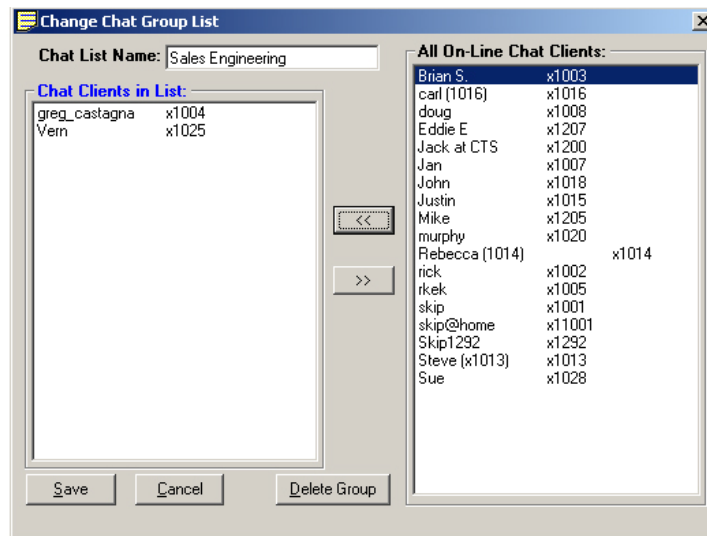 Change Chat Group List
Chat List Name: Sales Engineering
Chat Clients in List:
greg_castagna x1004
Vern x1025
<<
>>
Save
Cancel
Delete Group
All On-Line Chat Clients:
Brian S. x1003
carl (1016) x1016
doug x1008
Eddie E x1207
Jack at CTS x1200
Jan x1007
John x1018
Justin x1015
Mike x1205
murphy x1020
Rebecca (1014) x1014
rick x1002
rkek x1005
skip x1001
skip@home x11001
Skip1292 x1292
Steve (x1013) x1013
Sue x1028